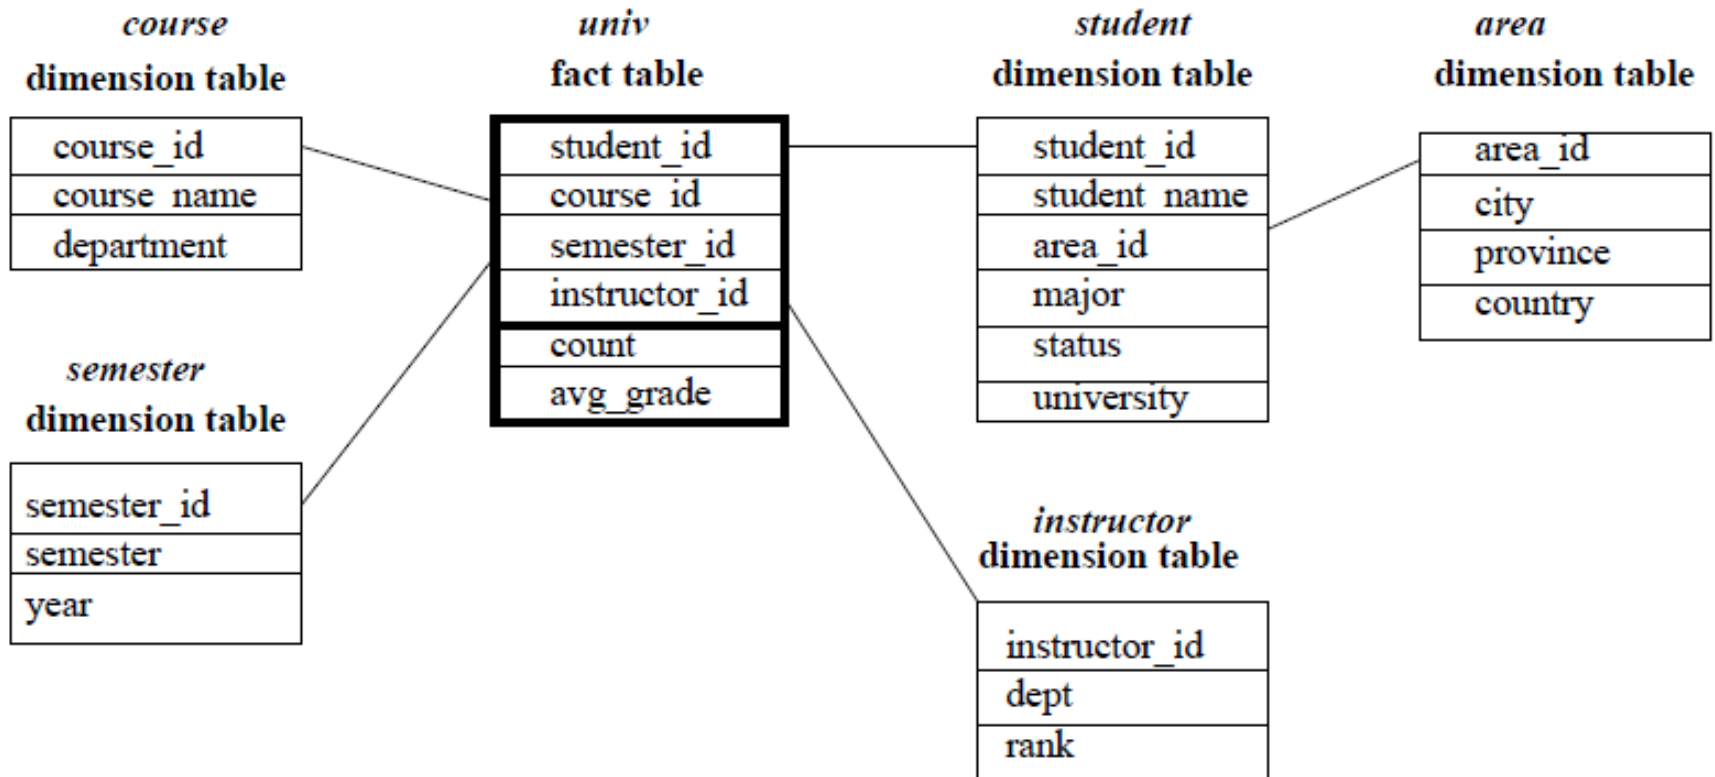 course
dimension table
course_id
course_name
department
semester
dimension table
semester_id
semester
year
univ
fact table
student_id
course_id
semester_id
instructor_id
count
avg_grade
student
dimension table
student_id
student_name
area_id
major
status
university
instructor
dimension table
instructor_id
dept
rank
area
dimension table
area_id
city
province
country